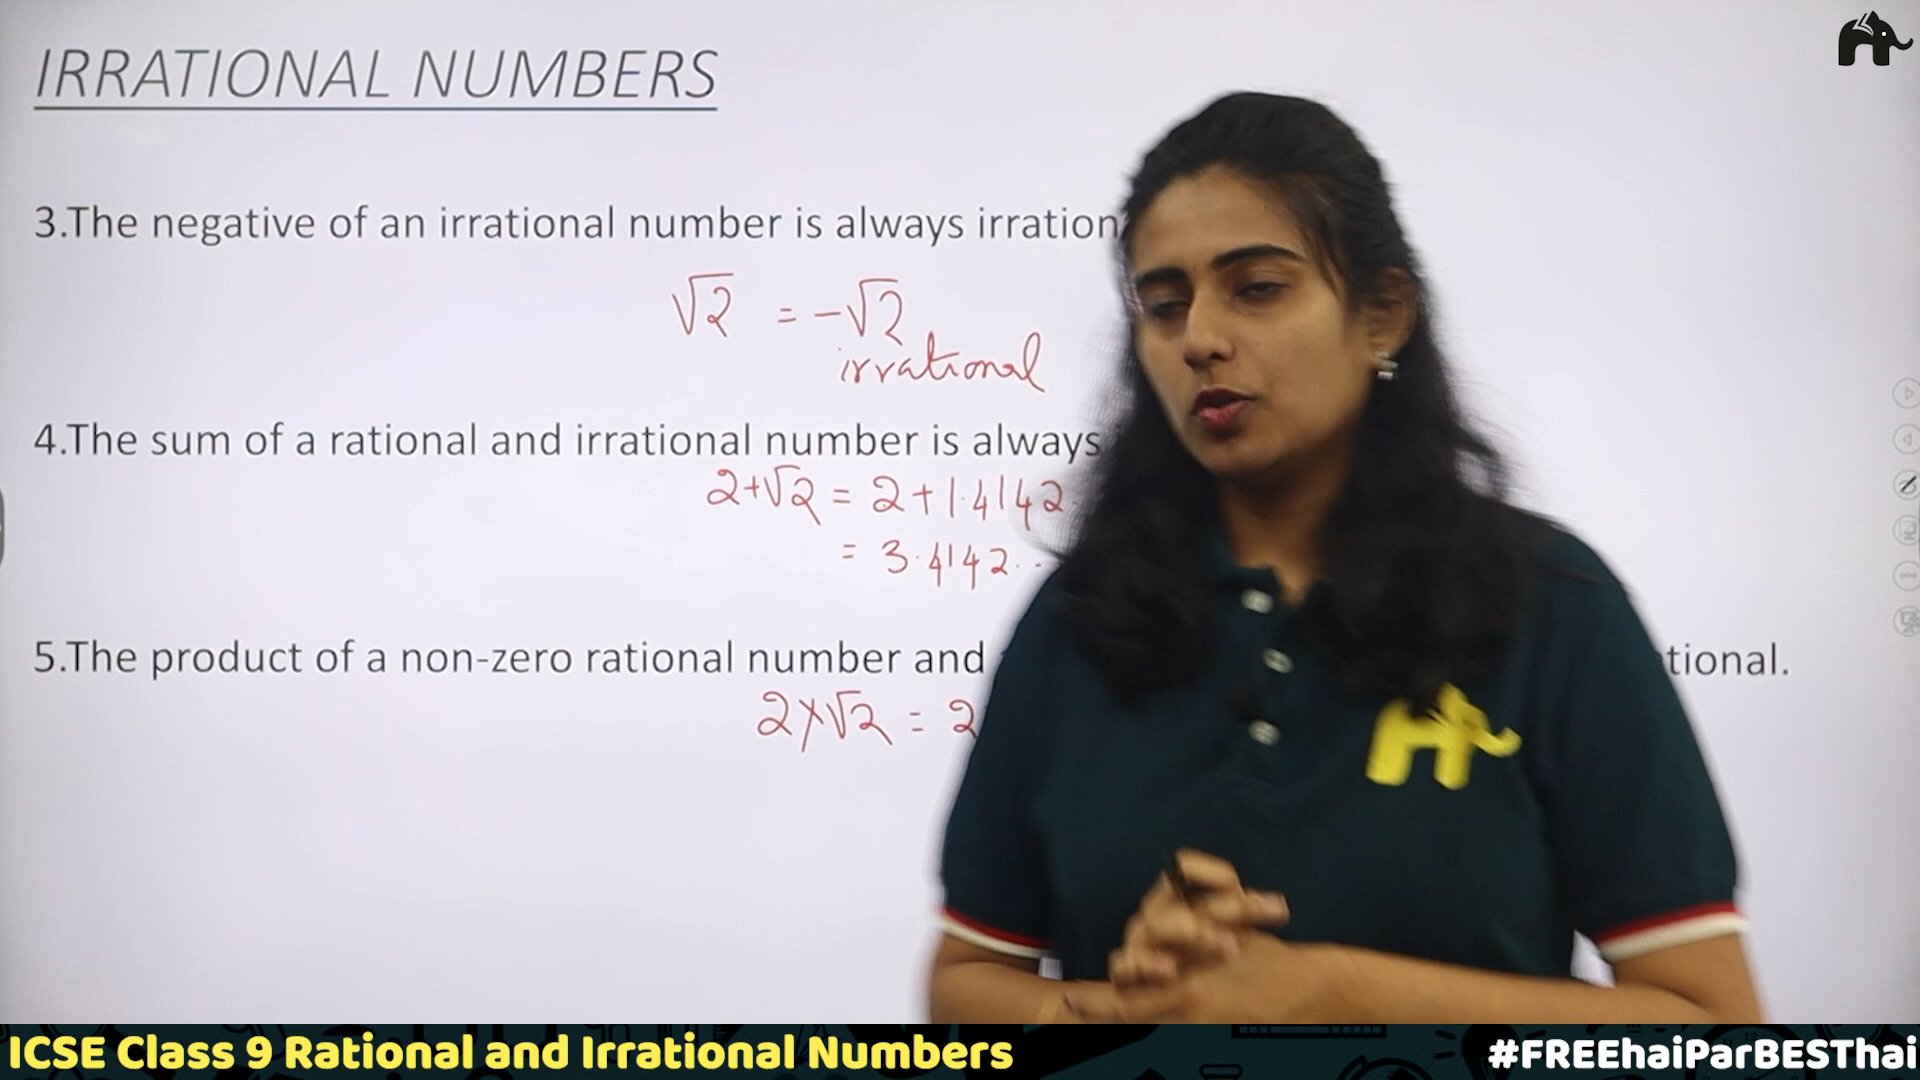 IRRATIONAL NUMBERS
3.The negative of an irrational number is always
√2 = -√2
irrational
4.The sum of a rational and irrational number is always
2+√2 = 2+1.4142
= 3.4142...
5.The product of a non-zero rational number and
2×√2 = 2
ICSE Class 9 Rational and Irrational Numbers
#FREEhaiParBESThai